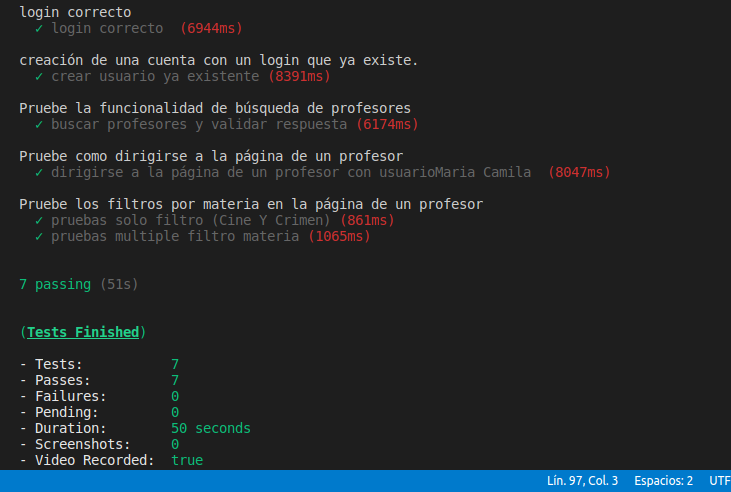 login correcto
✓ login correcto (6944ms)
creación de una cuenta con un login que ya existe.
✓ crear usuario ya existente (8391ms)
Pruebe la funcionalidad de búsqueda de profesores
✓ buscar profesores y validar respuesta (6174ms)
Pruebe como dirigirse a la página de un profesor
✓ dirigirse a la página de un profesor con usuarioMaria Camila (8047ms)
Pruebe los filtros por materia en la página de un profesor
✓ pruebas solo filtro (Cine Y Crimen) (861ms)
✓ pruebas multiple filtro materia (1065ms)
7 passing (51s)
(Tests Finished)
- Tests: 7
- Passes: 7
- Failures: 0
- Pending: 0
- Duration: 50 seconds
- Screenshots: 0
- Video Recorded: true
Lín. 97, Col. 3 Espacios: 2 UTF